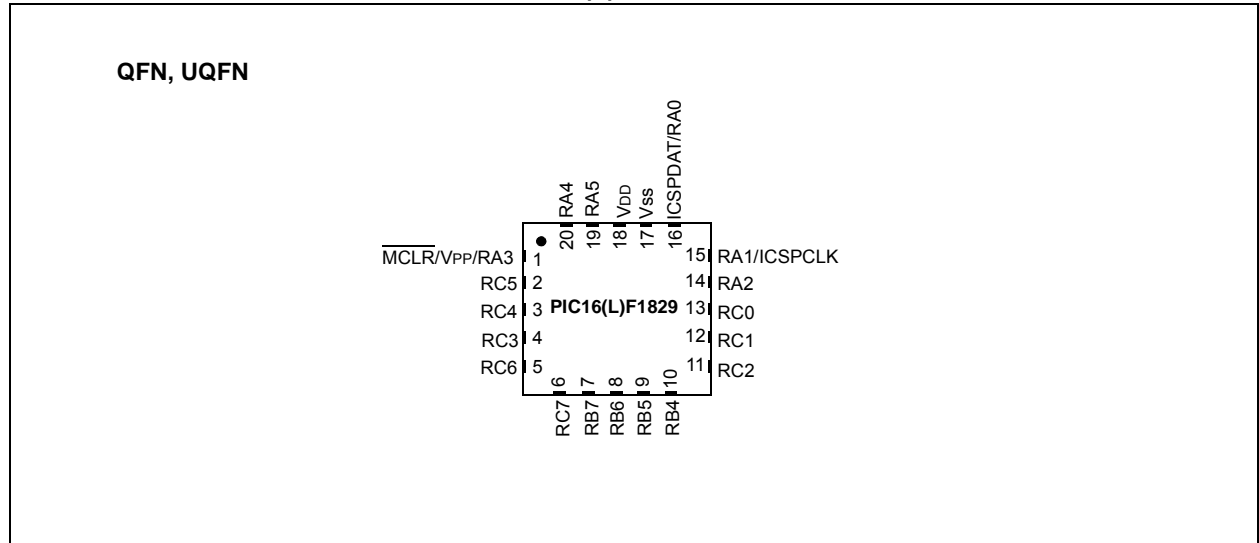 QFN, UQFN
20 RA4
19 RA5
18 VDD
17 Vss
16 ICSPDAT/RA0
MCLR/VPP/RA3 1
RC5 2
RC4 3
RC3 4
RC6 5
PIC16(L)F1829
15 RA1/ICSPCLK
14 RA2
13 RC0
12 RC1
11 RC2
RC7 6
RB7 7
RB6 8
RB5 9
RB4 10